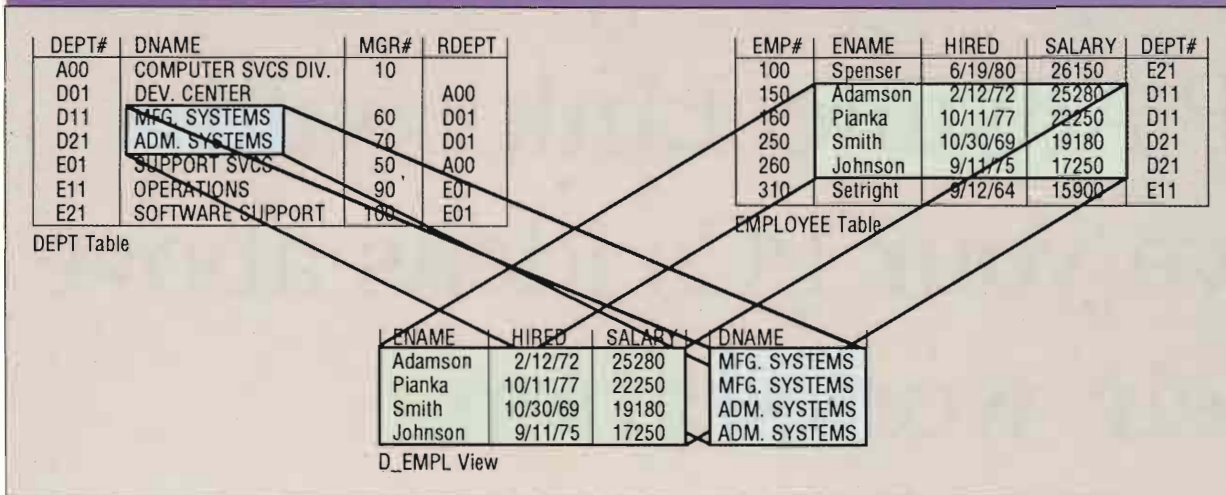 DEPT# DNAME MGR# RDEPT
A00 COMPUTER SVCS DIV. 10
D01 DEV. CENTER A00
D11 MFG. SYSTEMS 60 D01
D21 ADM. SYSTEMS 70 D01
E01 SUPPORT SVCS 50 A00
E11 OPERATIONS 90 E01
E21 SOFTWARE SUPPORT 100 E01
DEPT Table
EMP# ENAME HIRED SALARY DEPT#
100 Spenser 6/19/80 26150 E21
150 Adamson 2/12/72 25280 D11
160 Pianka 10/11/77 22250 D11
250 Smith 10/30/69 19180 D21
260 Johnson 9/11/75 17250 D21
310 Setright 9/12/64 15900 E11
EMPLOYEE Table
ENAME HIRED SALARY DNAME
Adamson 2/12/72 25280 MFG. SYSTEMS
Pianka 10/11/77 22250 MFG. SYSTEMS
Smith 10/30/69 19180 ADM. SYSTEMS
Johnson 9/11/75 17250 ADM. SYSTEMS
D_EMPL View